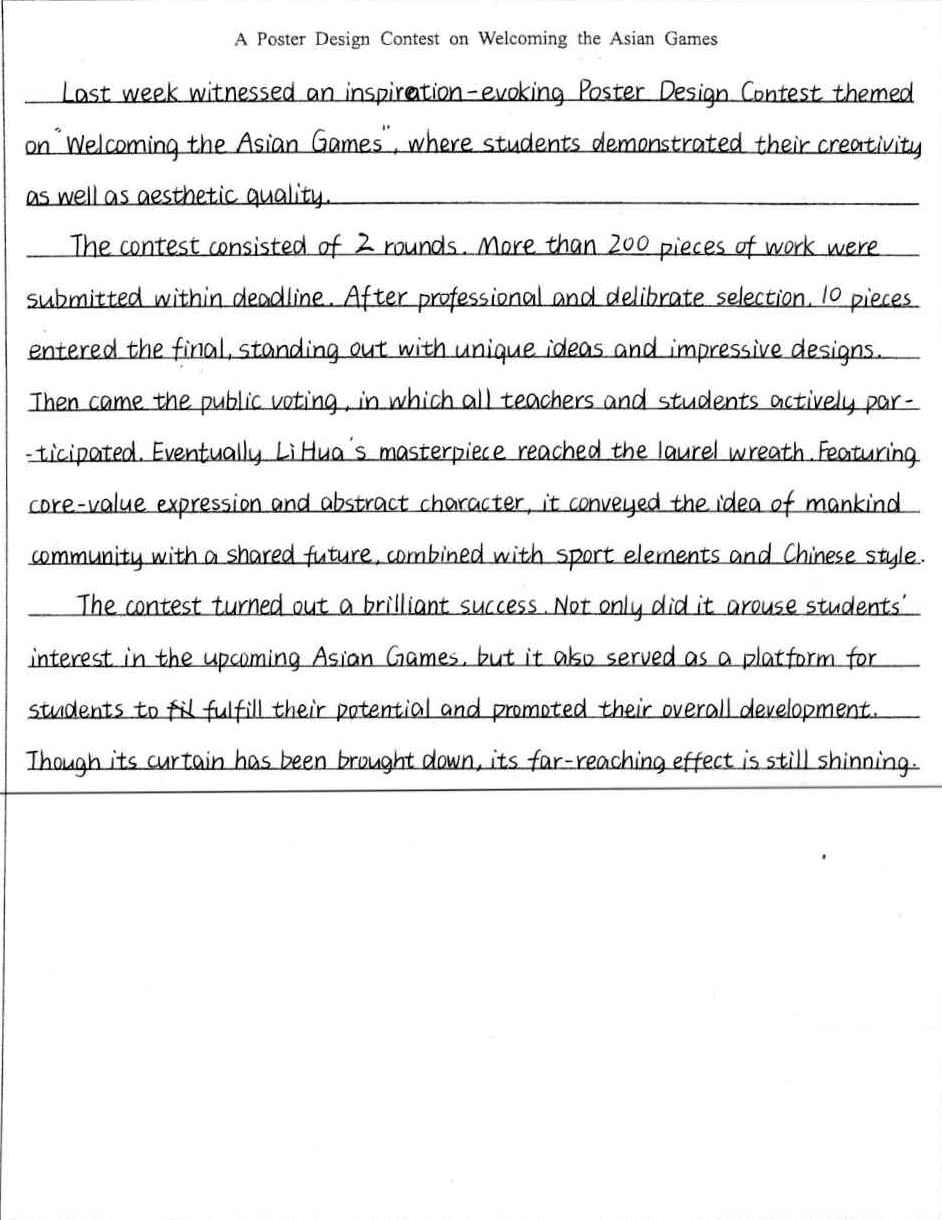 A Poster Design Contest on Welcoming the Asian Games
Last week witnessed an inspiration-evoking Poster Design Contest themed
on "Welcoming the Asian Games", where students demonstrated their creativity
as well as aesthetic quality.
The contest consisted of 2 rounds. More than 200 pieces of work were
submitted within deadline. After professional and delibrate selection, 10 pieces
entered the final, standing out with unique ideas and impressive designs.
Then came the public voting, in which all teachers and students actively par-
-ticipated. Eventually Li Hua's masterpiece reached the laurel wreath. Featuring
core-value expression and abstract character, it conveyed the idea of mankind
community with a shared future, combined with sport elements and Chinese style.
The contest turned out a brilliant success. Not only did it arouse students'
interest in the upcoming Asian Games, but it also served as a platform for
students to fil fulfill their potential and promoted their overall development.
Though its curtain has been brought down, its far-reaching effect is still shinning.